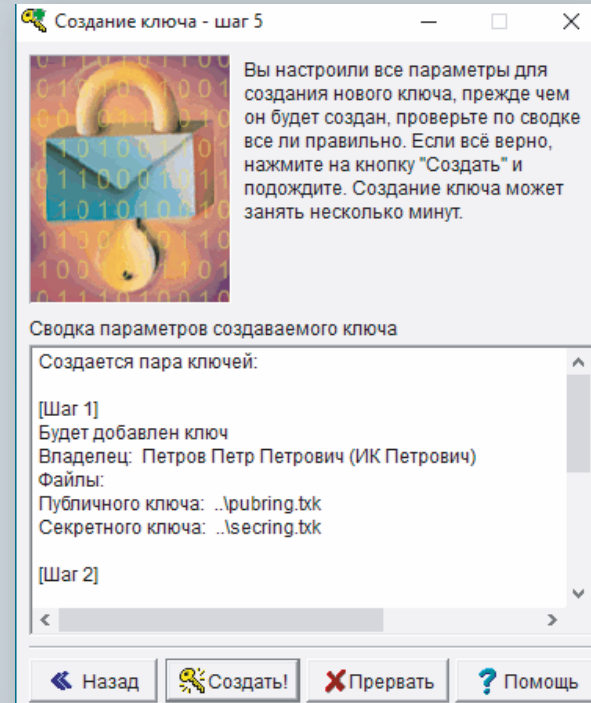 Создание ключа - шаг 5
Вы настроили все параметры для
создания нового ключа, прежде чем
он будет создан, проверьте по сводке
все ли правильно. Если всё верно,
нажмите на кнопку "Создать" и
подождите. Создание ключа может
занять несколько минут.
Сводка параметров создаваемого ключа
Создается пара ключей:
[Шаг 1]
Будет добавлен ключ
Владелец:  Петров Петр Петрович (ИК Петрович)
Файлы:
Публичного ключа:  ..\pubring.txk
Секретного ключа:  ..\secring.txk
[Шаг 2]
Назад
Создать!
Прервать
Помощь